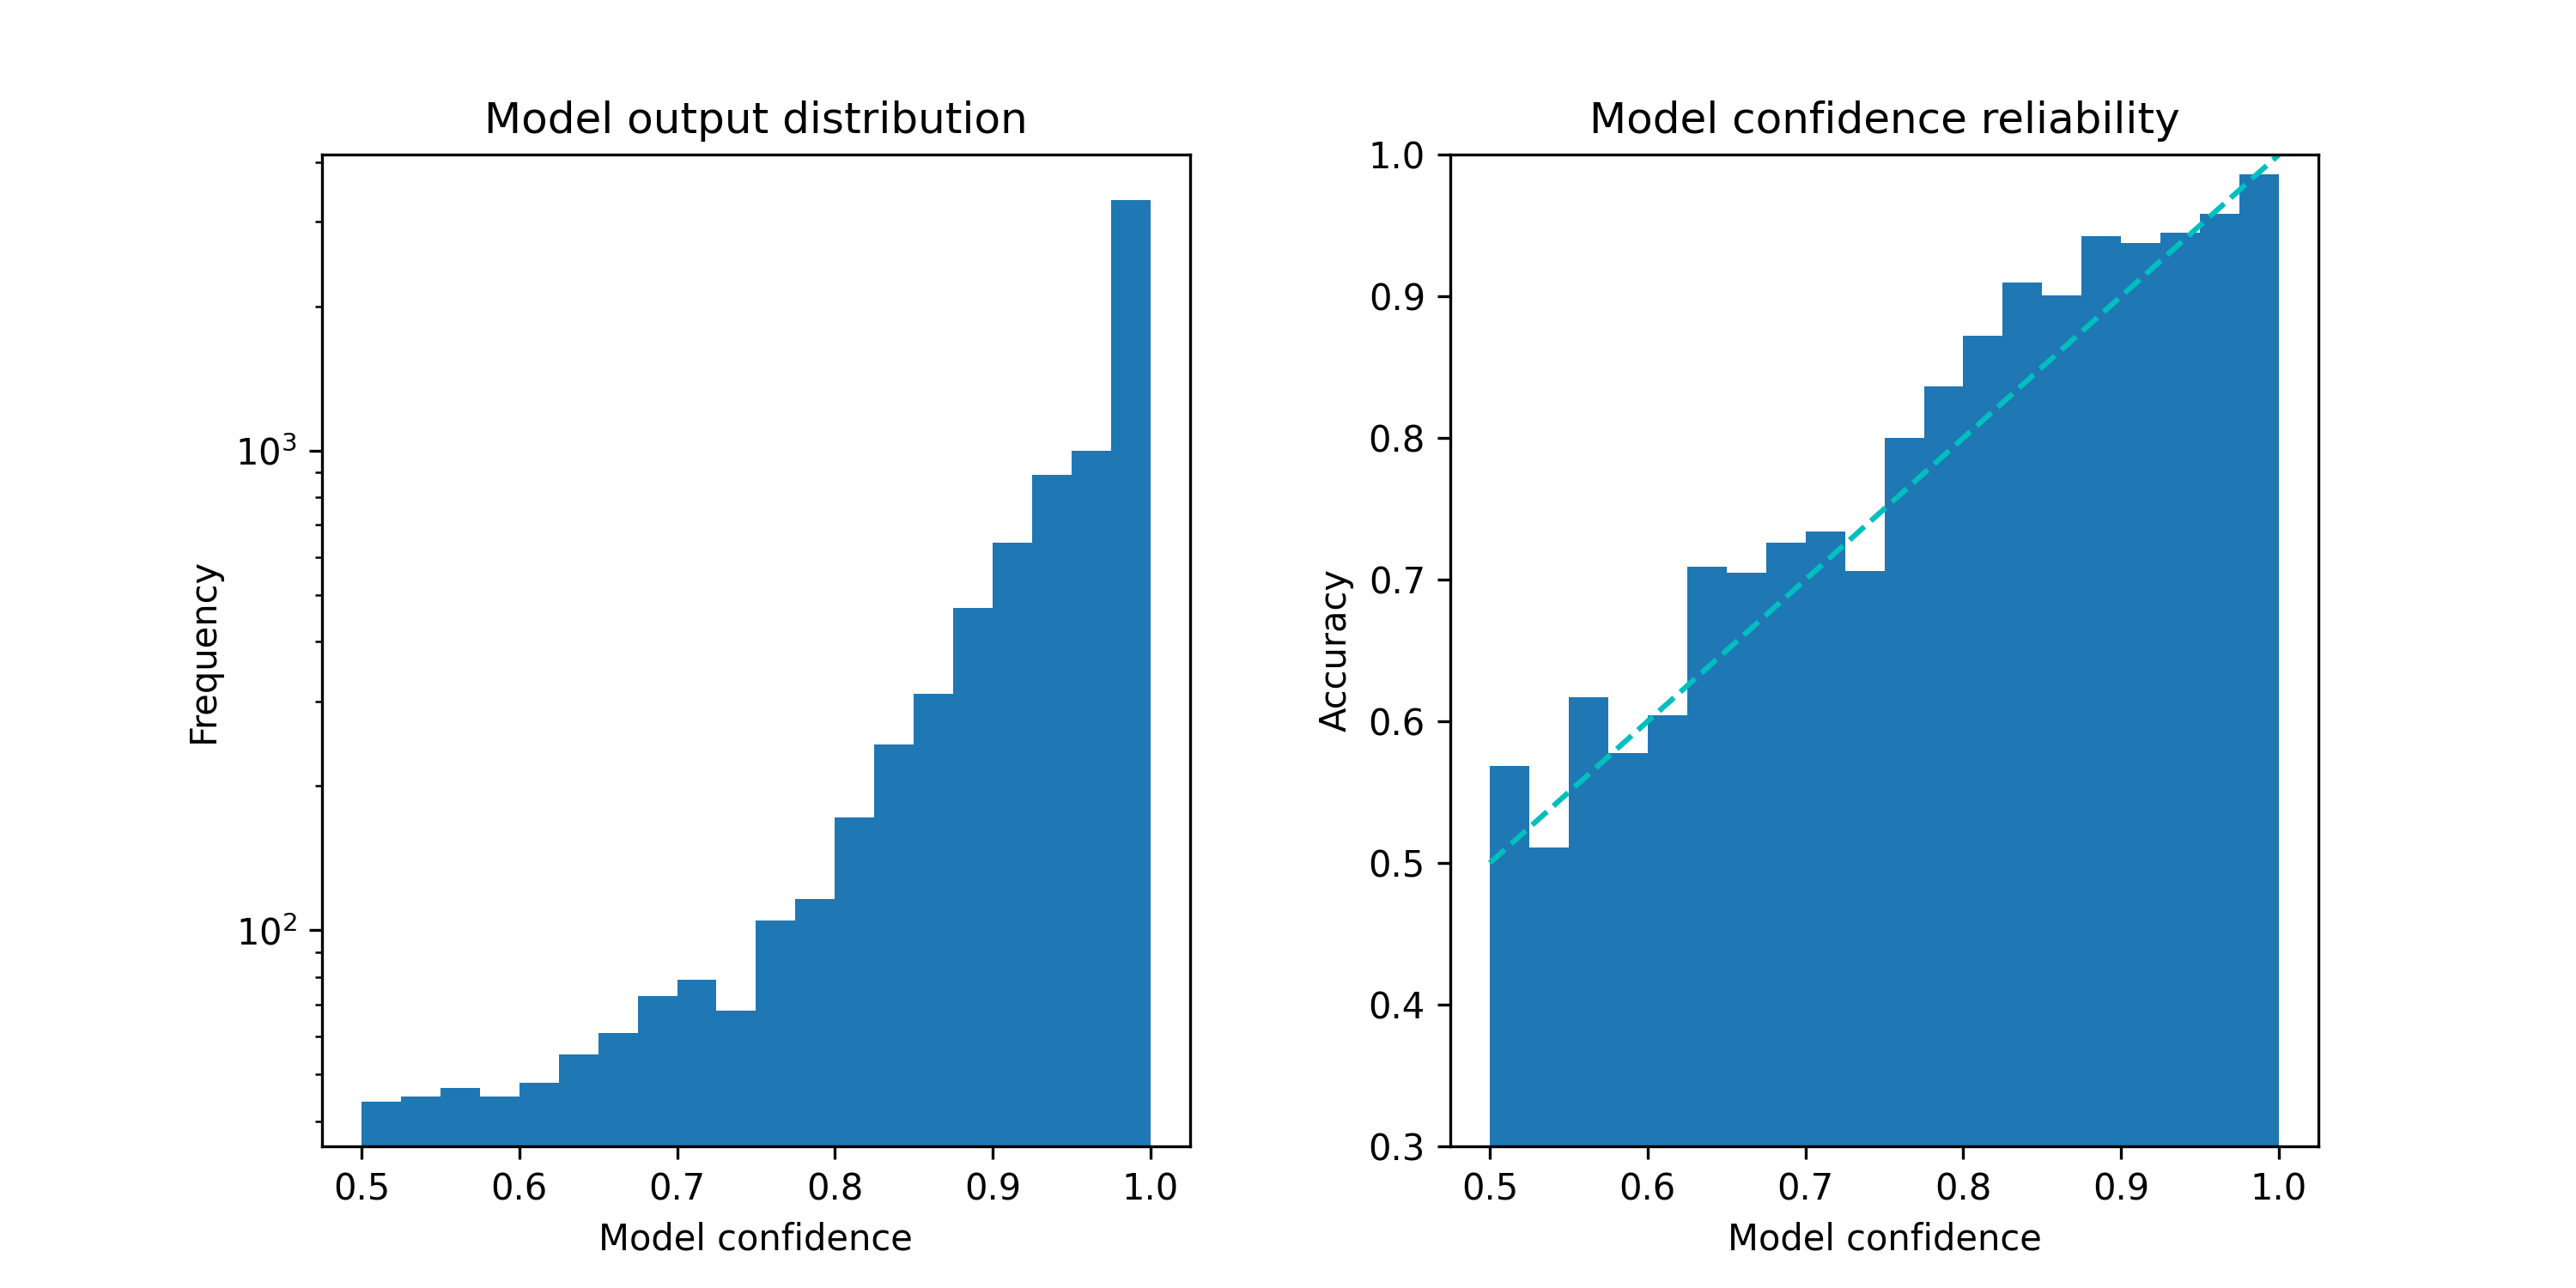 Model output distribution
10³
10²
Frequency
0.5 0.6 0.7 0.8 0.9 1.0
Model confidence
Model confidence reliability
1.0
0.9
0.8
0.7
0.6
0.5
0.4
0.3
Accuracy
0.5 0.6 0.7 0.8 0.9 1.0
Model confidence